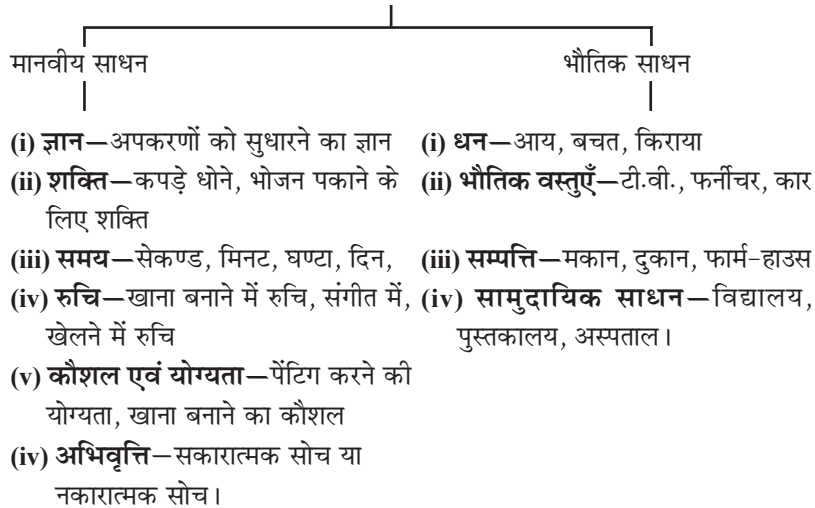 मानवीय साधन
(i) ज्ञान—अपकरणों को सुधारने का ज्ञान
(ii) शक्ति—कपड़े धोने, भोजन पकाने के
लिए शक्ति
(iii) समय—सेकण्ड, मिनट, घण्टा, दिन,
(iv) रुचि—खाना बनाने में रुचि, संगीत में,
खेलने में रुचि
(v) कौशल एवं योग्यता—पेंटिग करने की
योग्यता, खाना बनाने का कौशल
(iv) अभिवृत्ति—सकारात्मक सोच या
नकारात्मक सोच।
भौतिक साधन
(i) धन—आय, बचत, किराया
(ii) भौतिक वस्तुएँ—टी.वी., फर्नीचर, कार
(iii) सम्पत्ति—मकान, दुकान, फार्म-हाउस
(iv) सामुदायिक साधन—विद्यालय,
पुस्तकालय, अस्पताल।